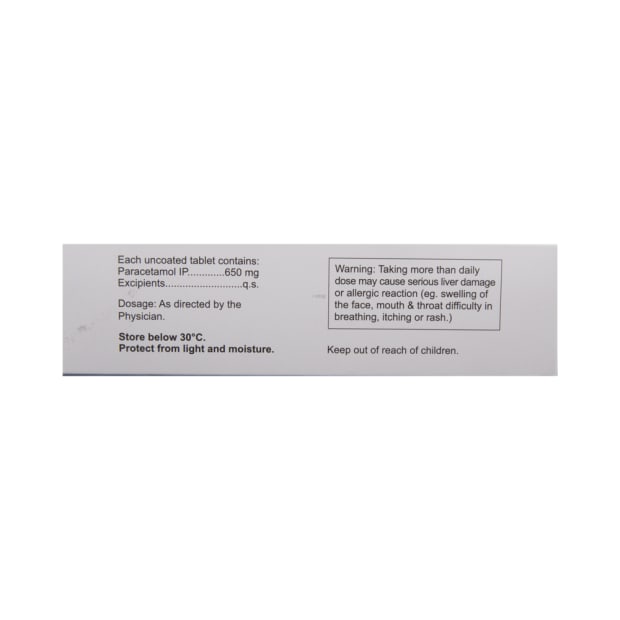 Each uncoated tablet contains:
Paracetamol IP.............650 mg
Excipients...........................q.s.
Dosage: As directed by the
Physician.
Store below 30°C.
Protect from light and moisture.
Warning: Taking more than daily
dose may cause serious liver damage
or allergic reaction (eg. swelling of
the face, mouth & throat difficulty in
breathing, itching or rash.)
Keep out of reach of children.